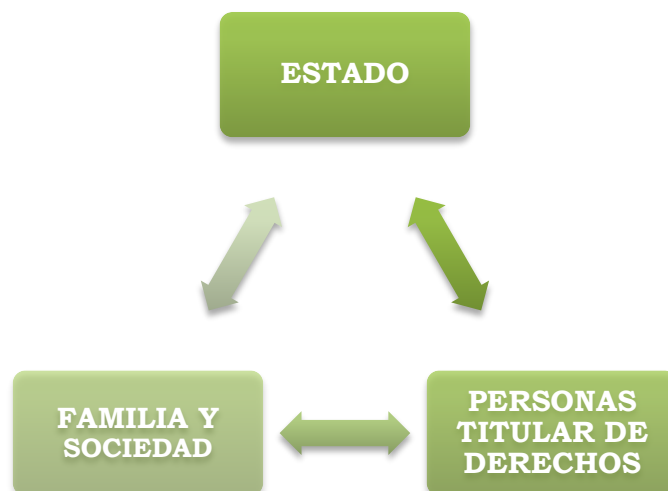 ESTADO
FAMILIA Y
SOCIEDAD
PERSONAS
TITULAR DE
DERECHOS